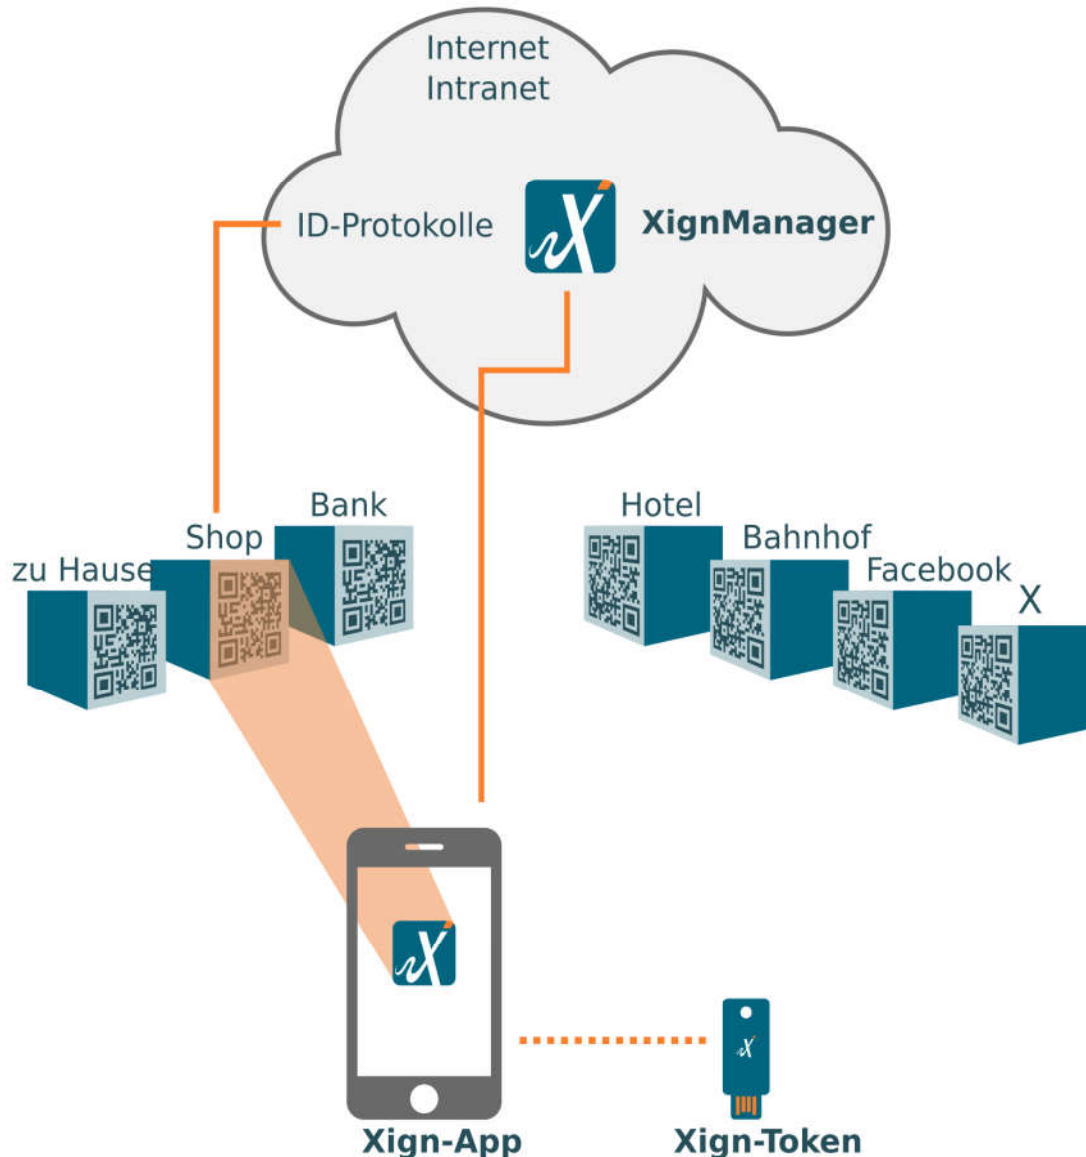 Internet
Intranet
ID-Protokolle
XignManager
Bank
Shop
zu Hause
Hotel
Bahnhof
Facebook
X
Xign-App
Xign-Token